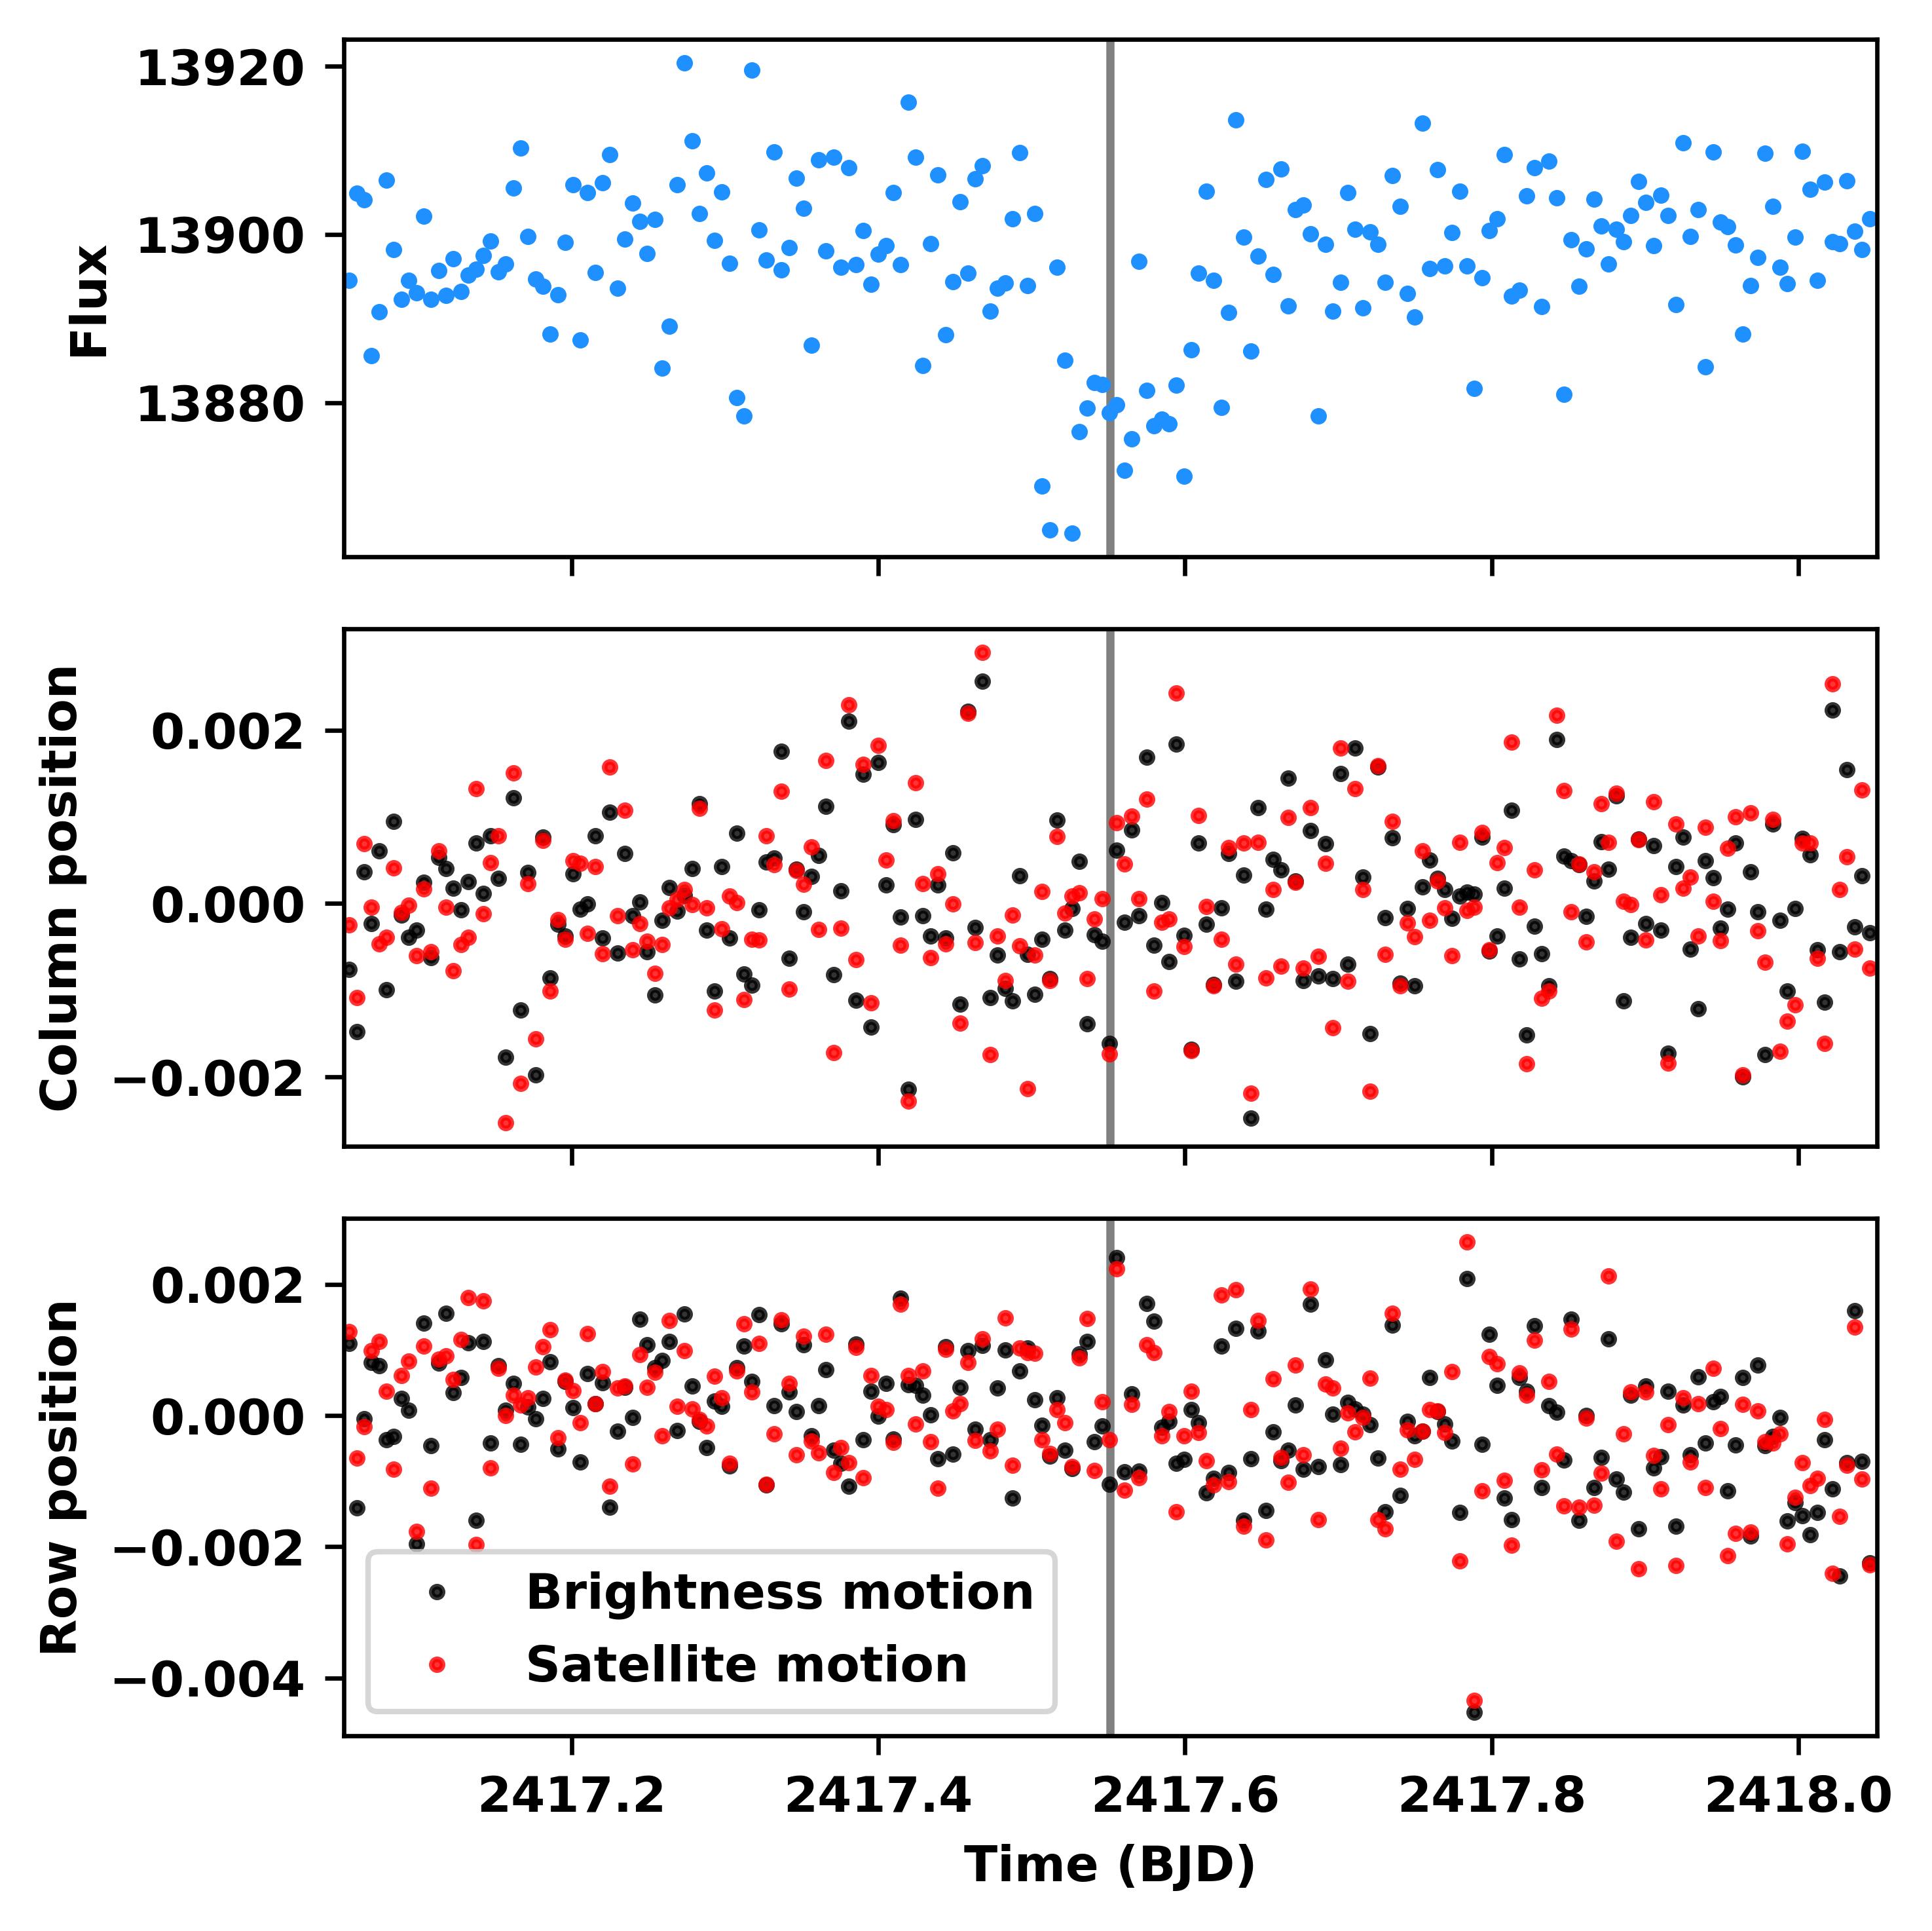 13920
13900
13880
Flux
0.002
0.000
−0.002
Column position
0.002
0.000
−0.002
−0.004
Row position
Brightness motion
Satellite motion
2417.2 2417.4 2417.6 2417.8 2418.0
Time (BJD)